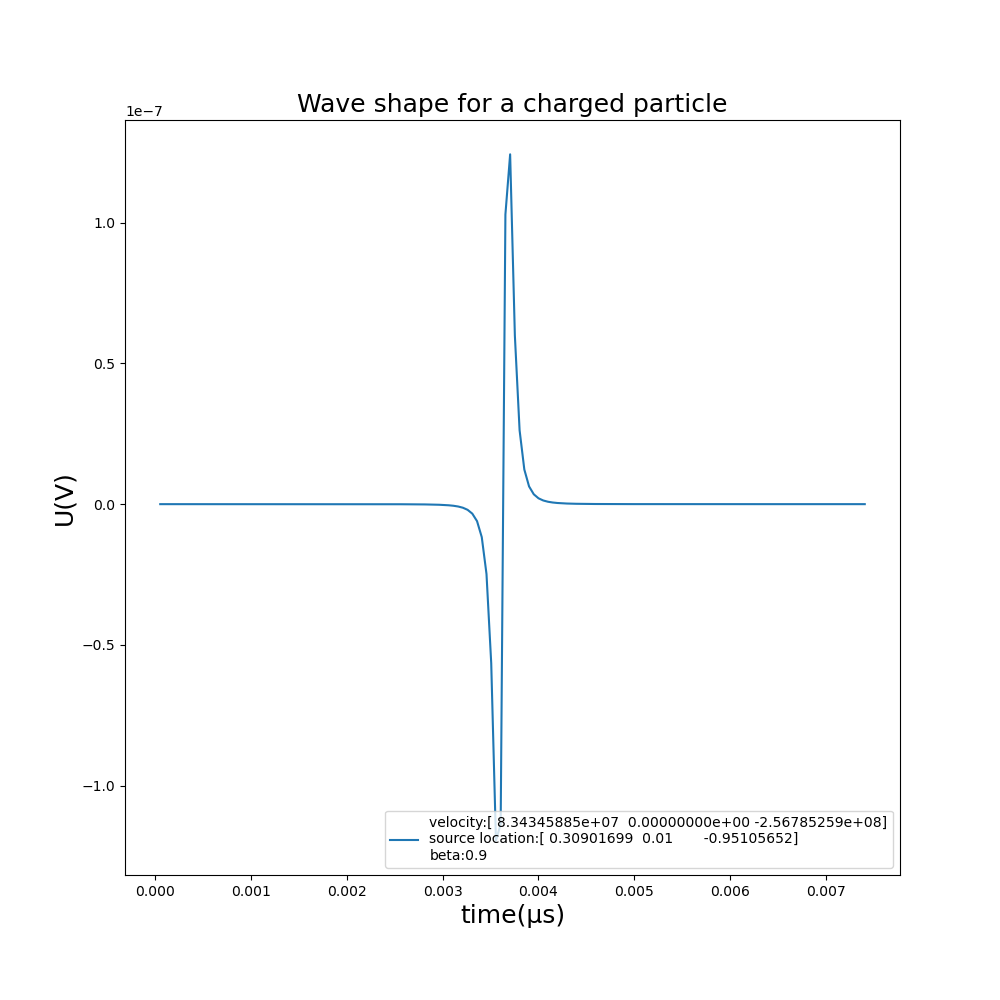 Wave shape for a charged particle
1e−7
1.0
0.5
0.0
−0.5
−1.0
U(V)
velocity:[ 8.34345885e+07  0.00000000e+00 -2.56785259e+08]
source location:[ 0.30901699  0.01       -0.95105652]
beta:0.9
0.000 0.001 0.002 0.003 0.004 0.005 0.006 0.007
time(μs)